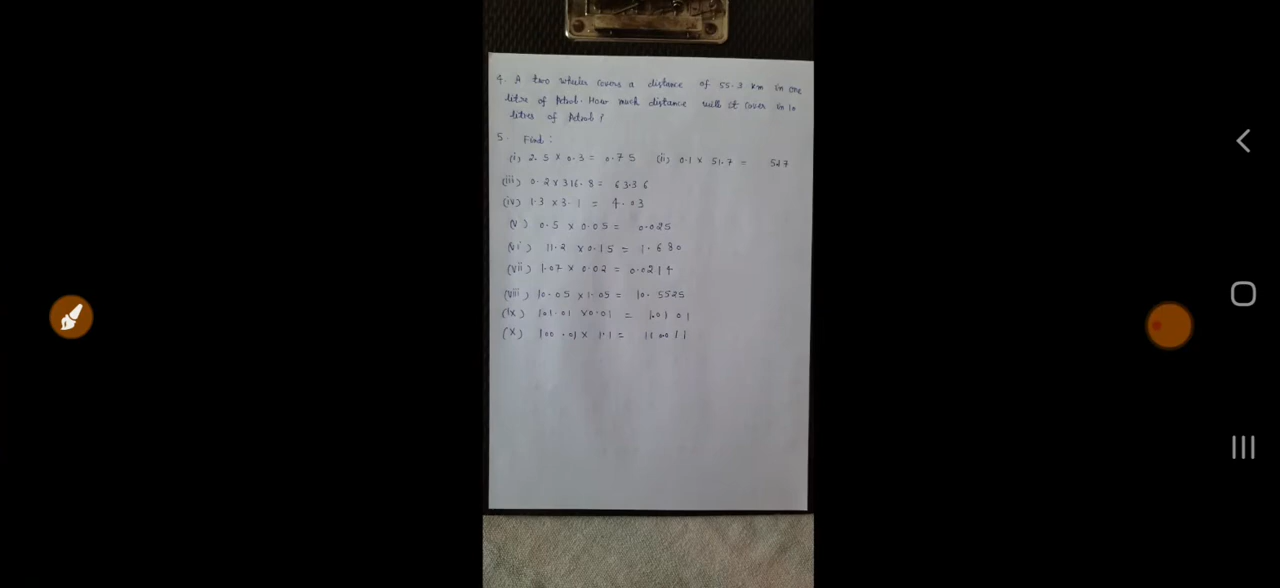 4. A two wheeler covers a distance of 55.3 km in one
litre of Petrol. How much distance will it cover in 10
litres of Petrol?
5. Find :
(i) 2.5 x 0.3 = 0.75 (ii) 0.1 x 51.7 = 527
(iii) 0.2 x 316.8 = 63.36
(iv) 1.3 x 3.1 = 4.03
(v) 0.5 x 0.05 = 0.025
(vi) 11.2 x 0.15 = 1.680
(vii) 1.07 x 0.02 = 0.0214
(viii) 10.05 x 1.05 = 10.5525
(ix) 101.01 x 0.01 = 1.0101
(x) 100.01 x 1.1 =